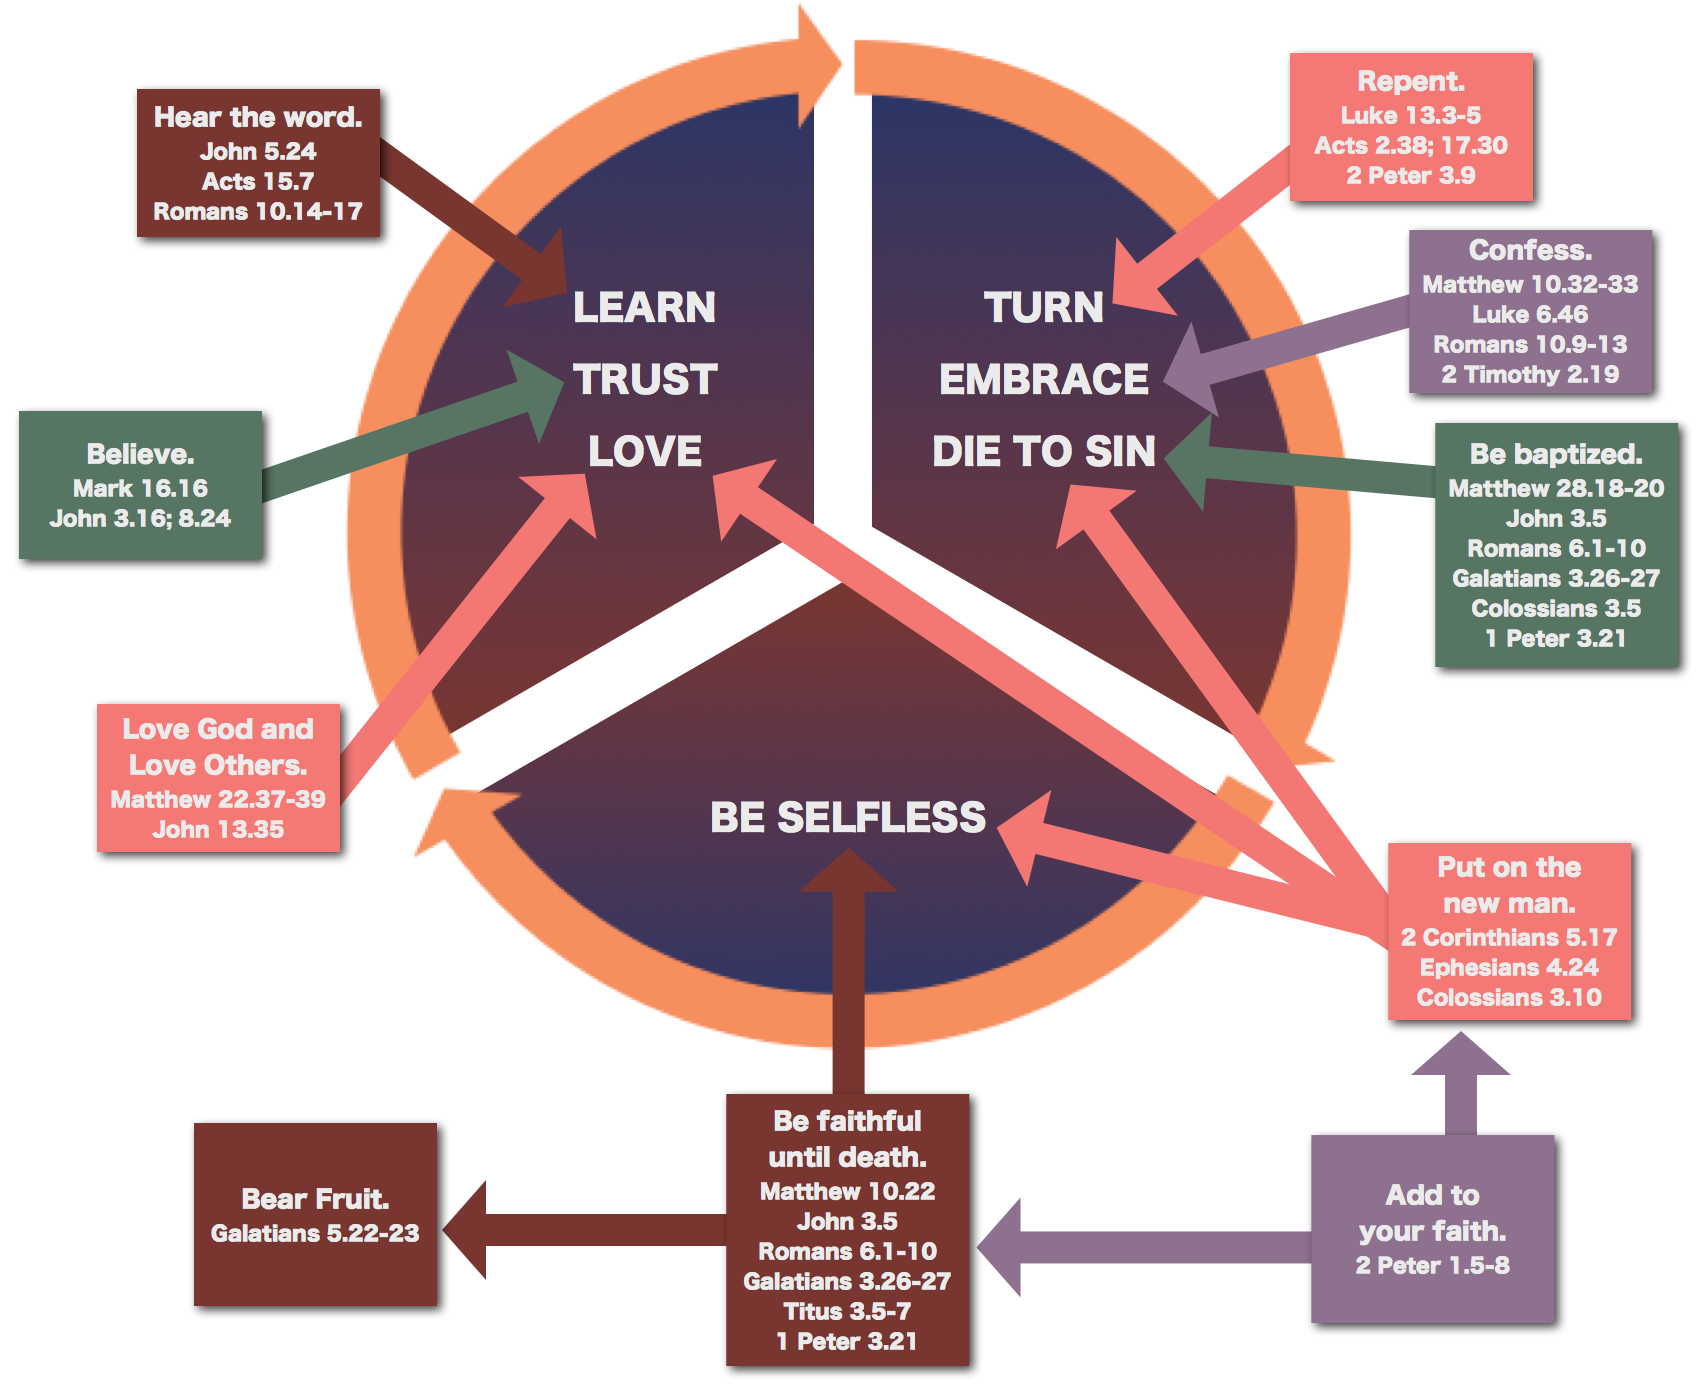 Hear the word.
John 5.24
Acts 15.7
Romans 10.14-17
Repent.
Luke 13.3-5
Acts 2.38; 17.30
2 Peter 3.9
Confess.
Matthew 10.32-33
Luke 6.46
Romans 10.9-13
2 Timothy 2.19
LEARN
TRUST
LOVE
TURN
EMBRACE
DIE TO SIN
Believe.
Mark 16.16
John 3.16; 8.24
Be baptized.
Matthew 28.18-20
John 3.5
Romans 6.1-10
Galatians 3.26-27
Colossians 3.5
1 Peter 3.21
Love God and
Love Others.
Matthew 22.37-39
John 13.35
BE SELFLESS
Put on the
new man.
2 Corinthians 5.17
Ephesians 4.24
Colossians 3.10
Bear Fruit.
Galatians 5.22-23
Be faithful
until death.
Matthew 10.22
John 3.5
Romans 6.1-10
Galatians 3.26-27
Titus 3.5-7
1 Peter 3.21
Add to
your faith.
2 Peter 1.5-8